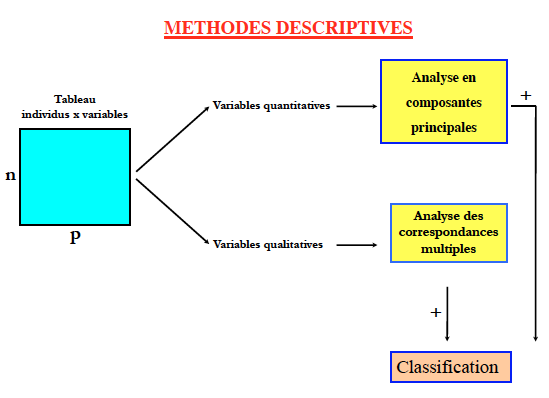 METHODES DESCRIPTIVES
Tableau
individus x variables
n
p
Variables quantitatives
Analyse en
composantes
principales
+
Variables qualitatives
Analyse des
correspondances
multiples
+
Classification